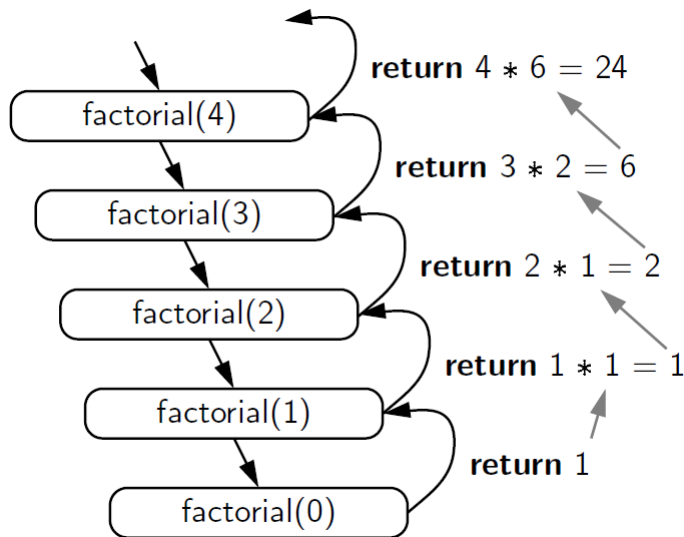 return 4 * 6 = 24
factorial(4)
return 3 * 2 = 6
factorial(3)
return 2 * 1 = 2
factorial(2)
return 1 * 1 = 1
factorial(1)
return 1
factorial(0)